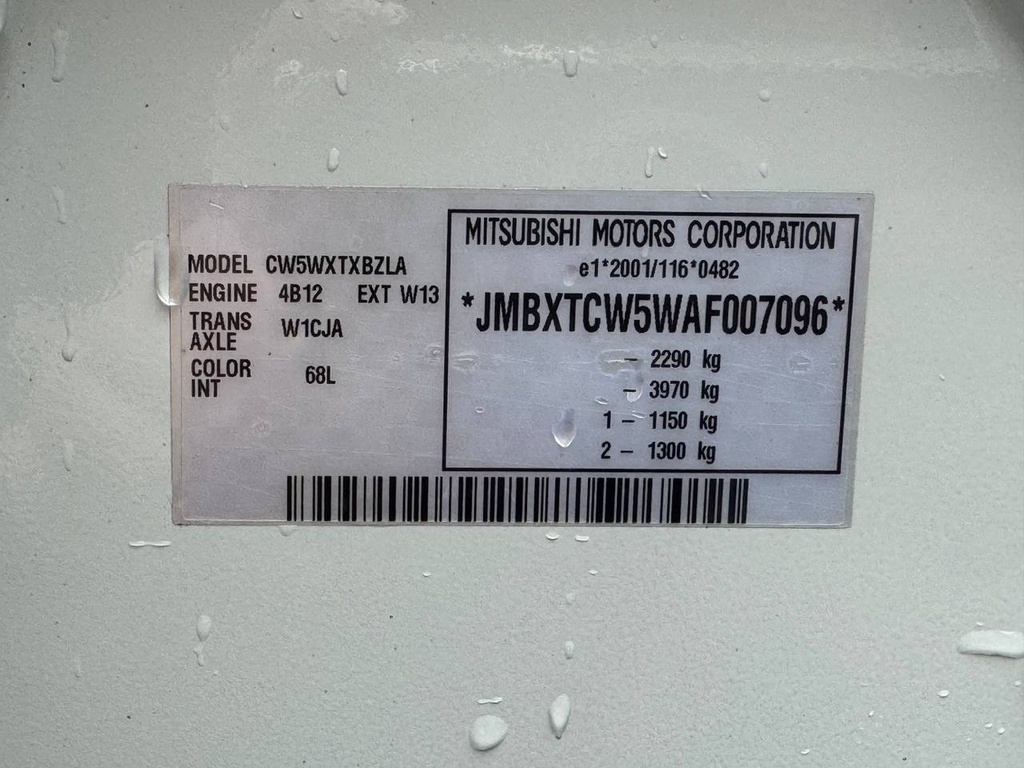 MODEL CW5WXTXBZLA
ENGINE 4B12 EXT W13
TRANS AXLE W1CJA
COLOR INT 68L
MITSUBISHI MOTORS CORPORATION
e1*2001/116*0482
*JMBXTCW5WAF007096*
– 2290 kg
– 3970 kg
1 – 1150 kg
2 – 1300 kg